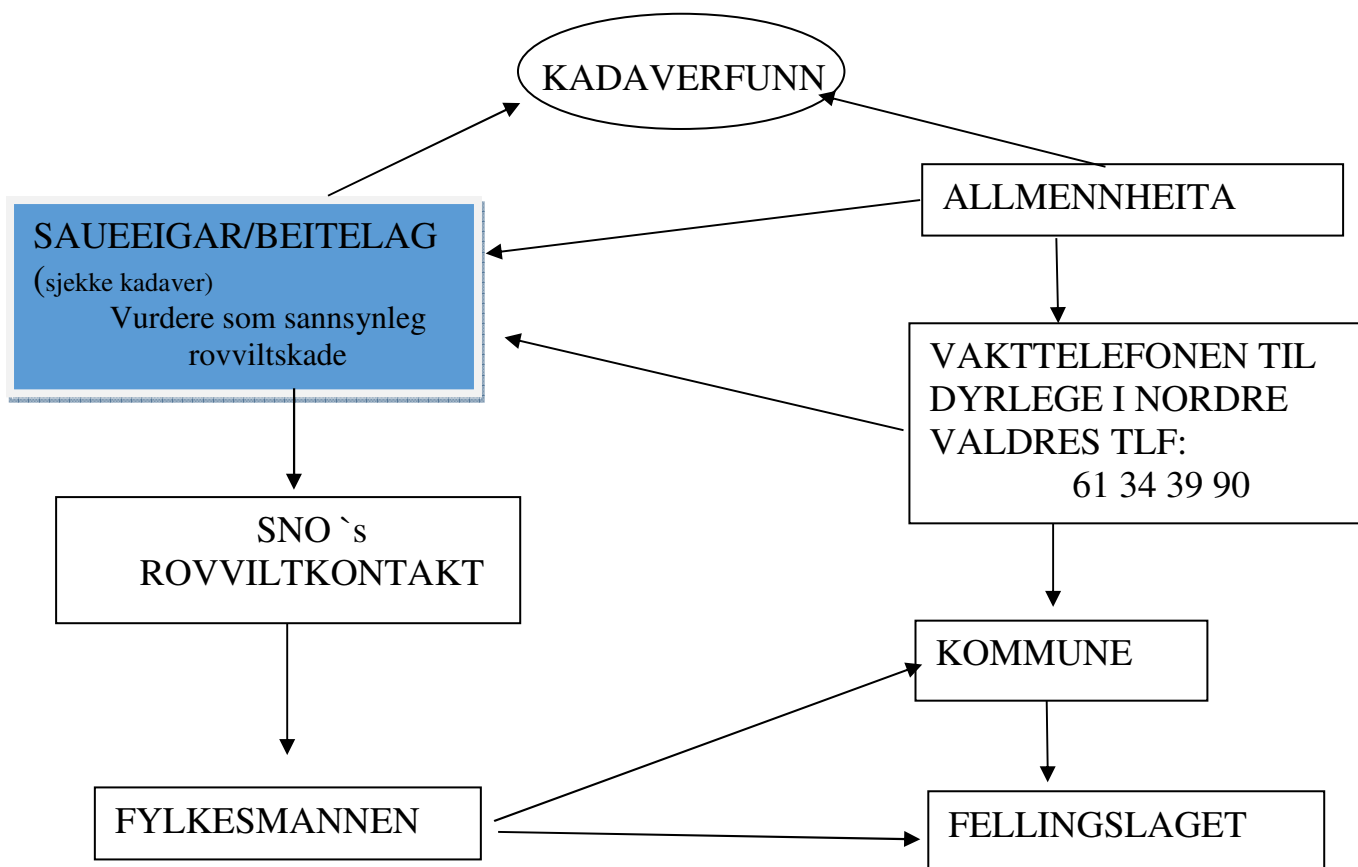 KADAVERFUNN
ALLMENNHEITA
SAUEEIGAR/BEITELAG
(sjekke kadaver)
Vurdere som sannsynleg
rovviltskade
VAKTTELEFONEN TIL
DYRLEGE I NORDRE
VALDRES TLF:
61 34 39 90
SNO `s
ROVVILTKONTAKT
KOMMUNE
FYLKESMANNEN
FELLINGSLAGET